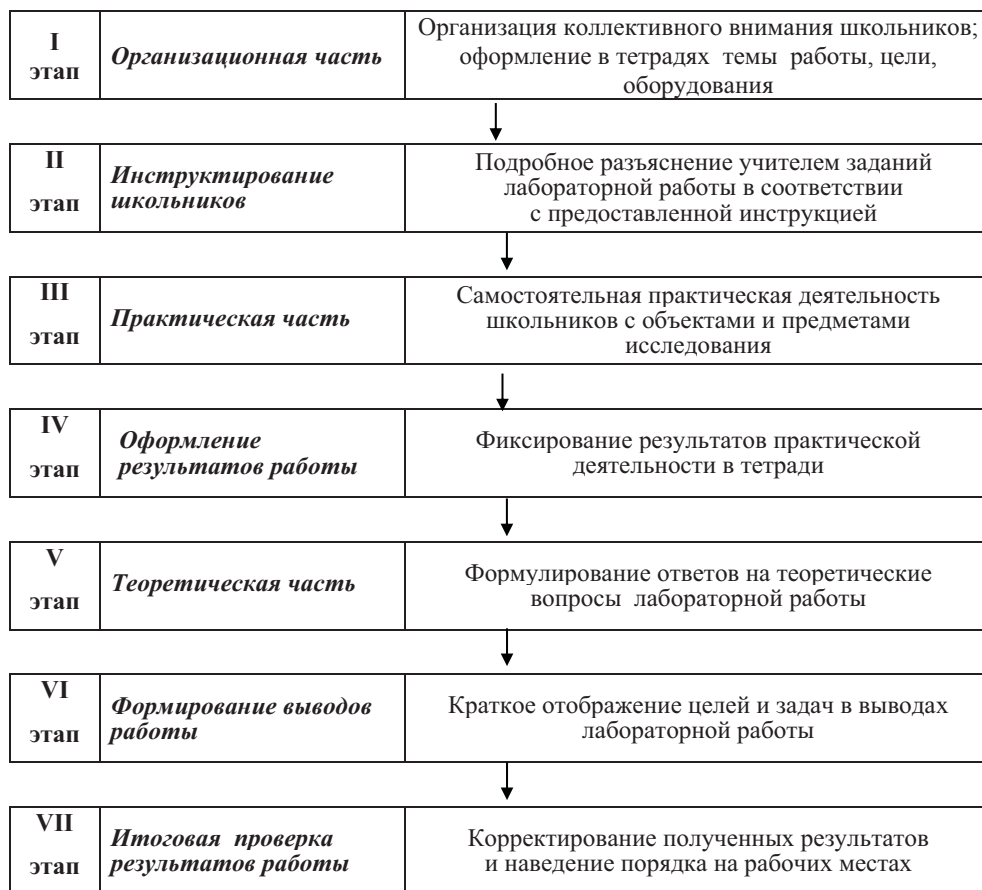 I
этап
Организационная часть
Организация коллективного внимания школьников;
оформление в тетрадях темы работы, цели,
оборудования
II
этап
Инструктирование
школьников
Подробное разъяснение учителем заданий
лабораторной работы в соответствии
с предоставленной инструкцией
III
этап
Практическая часть
Самостоятельная практическая деятельность
школьников с объектами и предметами
исследования
IV
этап
Оформление
результатов работы
Фиксирование результатов практической
деятельности в тетради
V
этап
Теоретическая часть
Формулирование ответов на теоретические
вопросы лабораторной работы
VI
этап
Формирование выводов
работы
Краткое отображение целей и задач в выводах
лабораторной работы
VII
этап
Итоговая проверка
результатов работы
Корректирование полученных результатов
и наведение порядка на рабочих местах